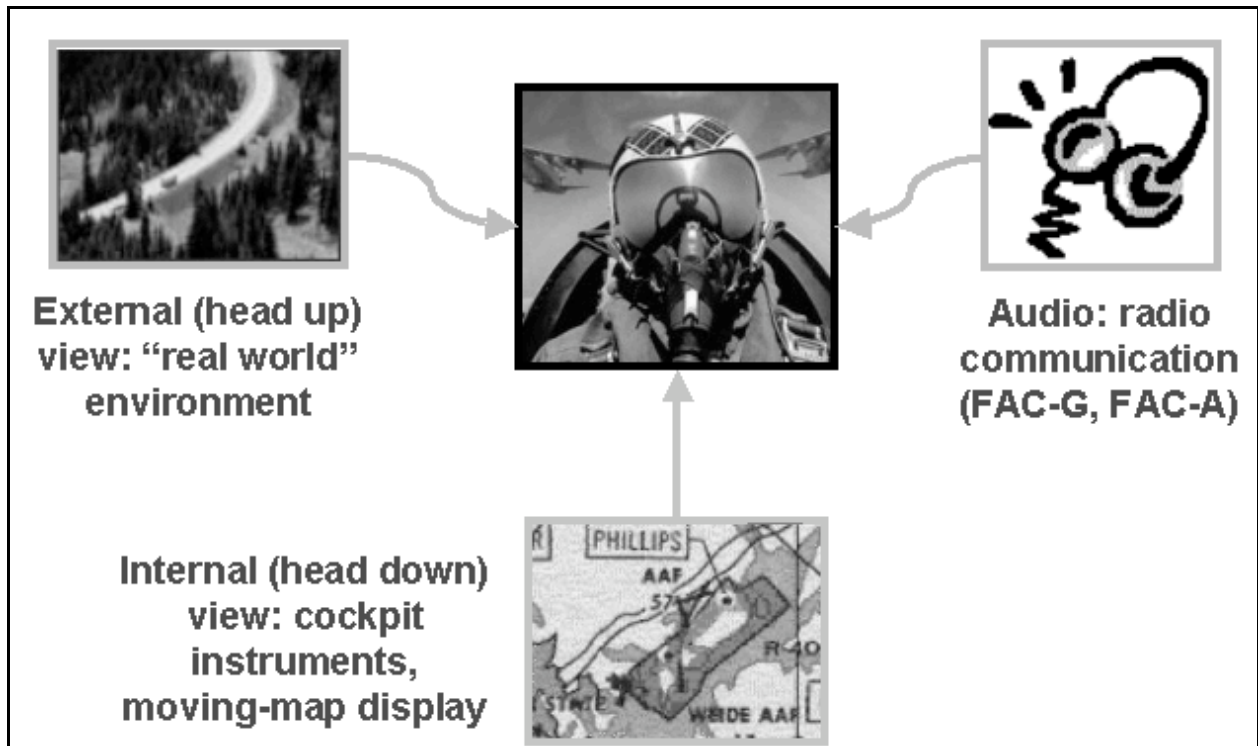 External (head up)
view: “real world”
environment
Audio: radio
communication
(FAC-G, FAC-A)
Internal (head down)
view: cockpit
instruments,
moving-map display
R
PHILLIPS
AAF
57
R-40
STATE
WEIDE AAF